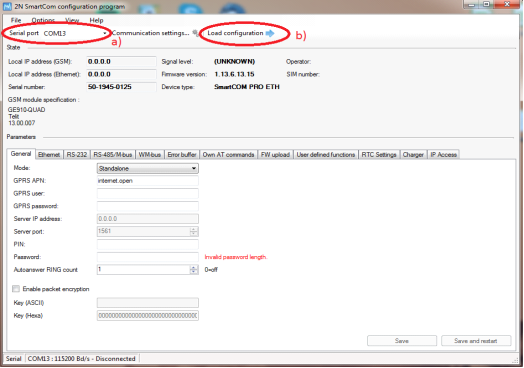 2N SmartCom configuration program
File Options View Help
Serial port COM13 a) Communication settings... Load configuration b)
State
Local IP address (GSM): 0.0.0.0 Signal level: (UNKNOWN) Operator:
Local IP address (Ethernet): 0.0.0.0 Firmware version: 1.13.6.13.15 SIM number:
Serial number: 50-1945-0125 Device type: SmartCOM PRO ETH
GSM module specification :
GE910-QUAD
Telit
13.00.007
Parameters
General Ethernet RS-232 RS-485/M-bus WM-bus Error buffer Own AT commands FW upload User defined functions RTC Settings Charger IP Access
Mode: Standalone
GPRS APN: internet.open
GPRS user:
GPRS password:
Server IP address: 0.0.0.0
Server port: 1561
PIN:
Password: Invalid password length.
Autoanswer RING count 1 0=off
Enable packet encryption
Key (ASCII)
Key (Hexa)
Save Save and restart
Serial COM13 : 115200 Bd/s - Disconnected